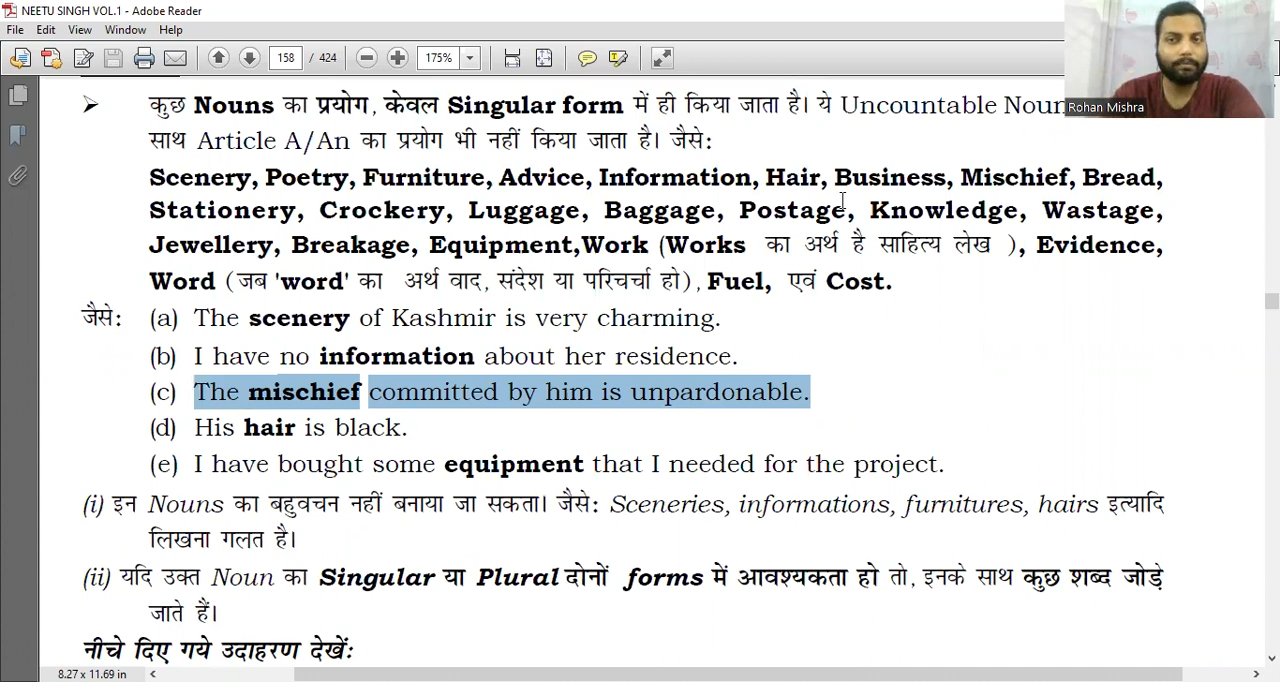 NEETU SINGH VOL.1 - Adobe Reader
File Edit View Window Help
158 / 424 175%
Rohan Mishra
कुछ Nouns का प्रयोग, केवल Singular form में ही किया जाता है। ये Uncountable Noun
साथ Article A/An का प्रयोग भी नहीं किया जाता है। जैसे:
Scenery, Poetry, Furniture, Advice, Information, Hair, Business, Mischief, Bread,
Stationery, Crockery, Luggage, Baggage, Postage, Knowledge, Wastage,
Jewellery, Breakage, Equipment,Work (Works का अर्थ है साहित्य लेख ), Evidence,
Word (जब 'word' का अर्थ वाद, संदेश या परिचर्चा हो), Fuel, एवं Cost.
जैसे: (a) The scenery of Kashmir is very charming.
(b) I have no information about her residence.
(c) The mischief committed by him is unpardonable.
(d) His hair is black.
(e) I have bought some equipment that I needed for the project.
(i) इन Nouns का बहुवचन नहीं बनाया जा सकता। जैसे: Sceneries, informations, furnitures, hairs इत्यादि
लिखना गलत है।
(ii) यदि उक्त Noun का Singular या Plural दोनों forms में आवश्यकता हो तो, इनके साथ कुछ शब्द जोड़े
जाते हैं।
नीचे दिए गये उदाहरण देखें:
8.27 x 11.69 in